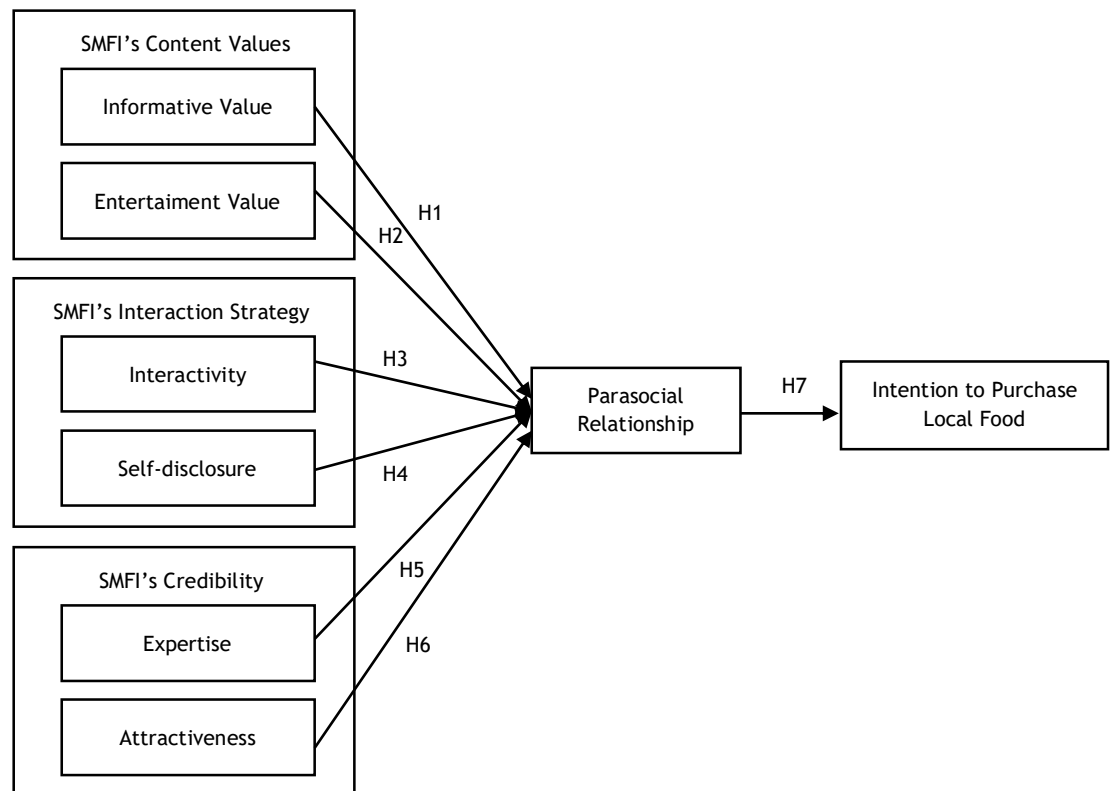 SMFI's Content Values
Informative Value
Entertaiment Value
H1
H2
SMFI's Interaction Strategy
Interactivity
H3
Self-disclosure
H4
Parasocial
Relationship
H7
Intention to Purchase
Local Food
SMFI's Credibility
Expertise
H5
H6
Attractiveness